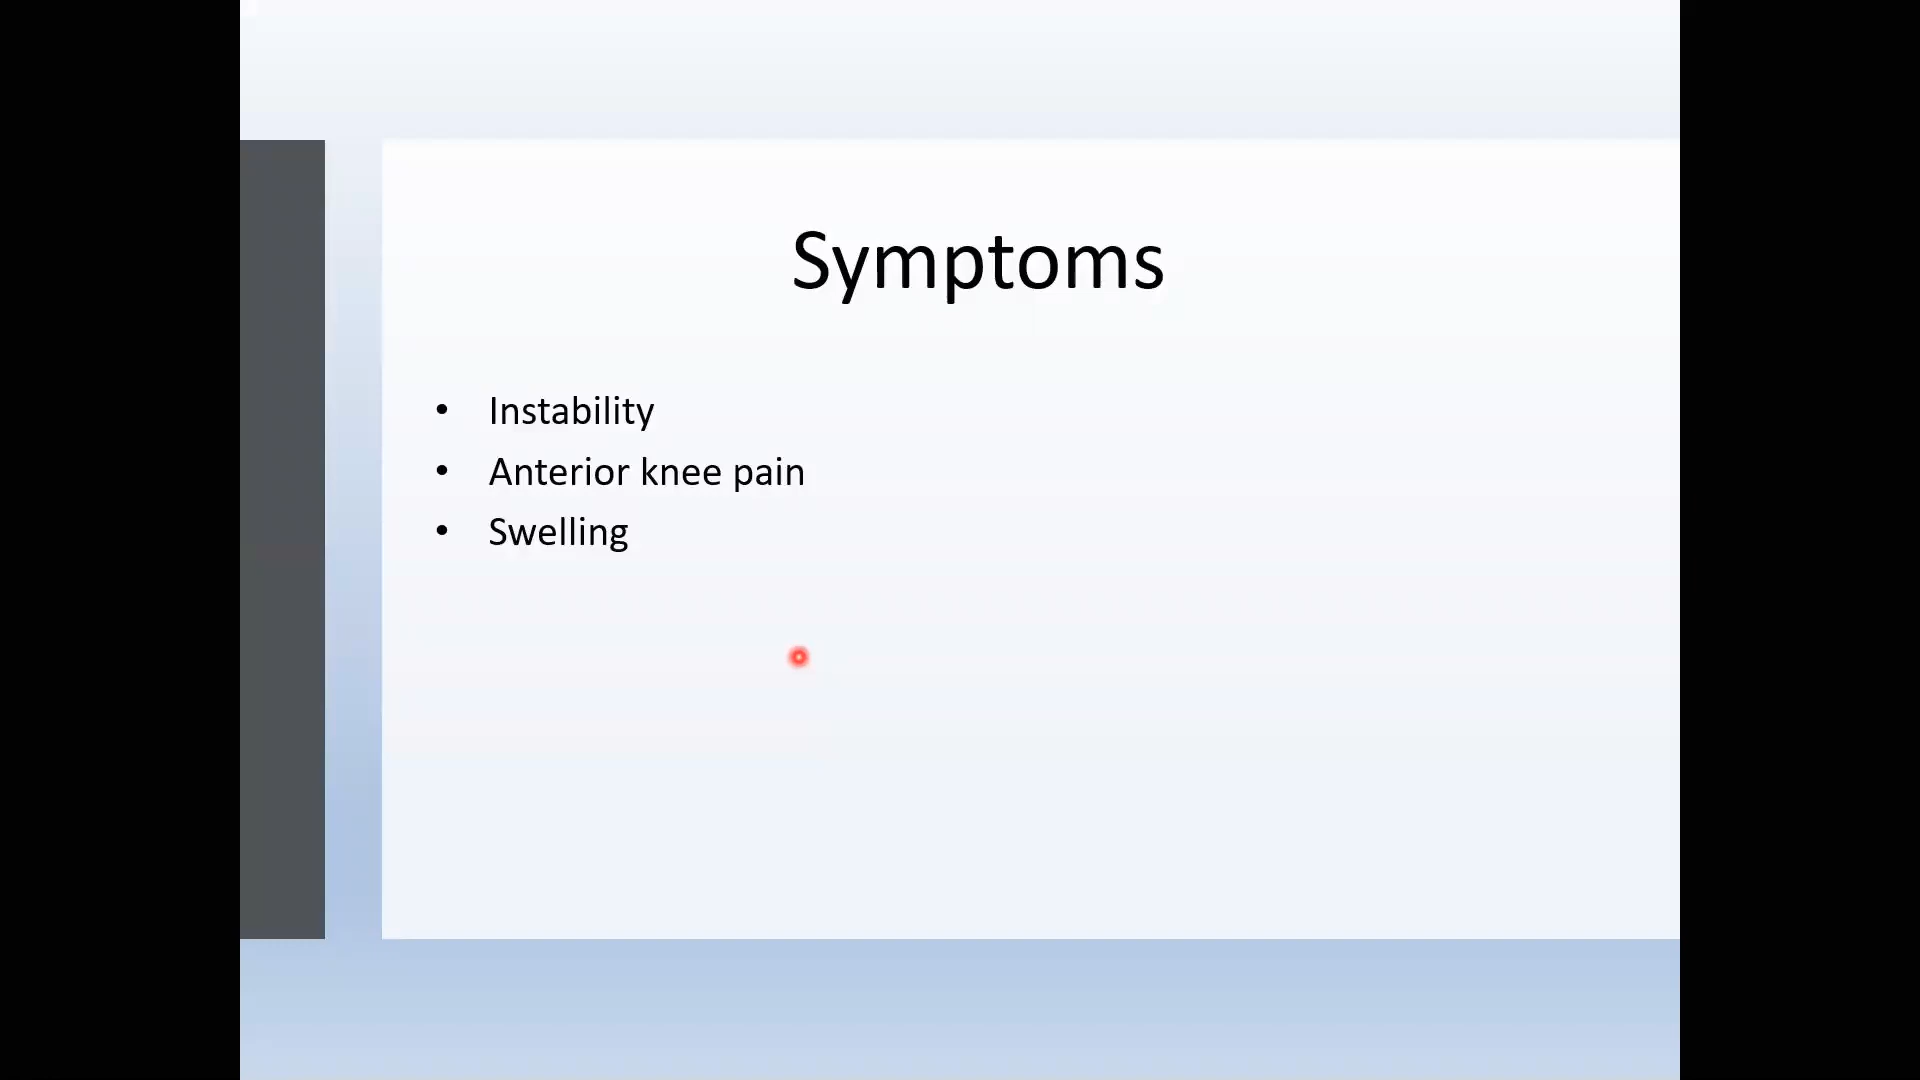 Symptoms
• Instability
• Anterior knee pain
• Swelling